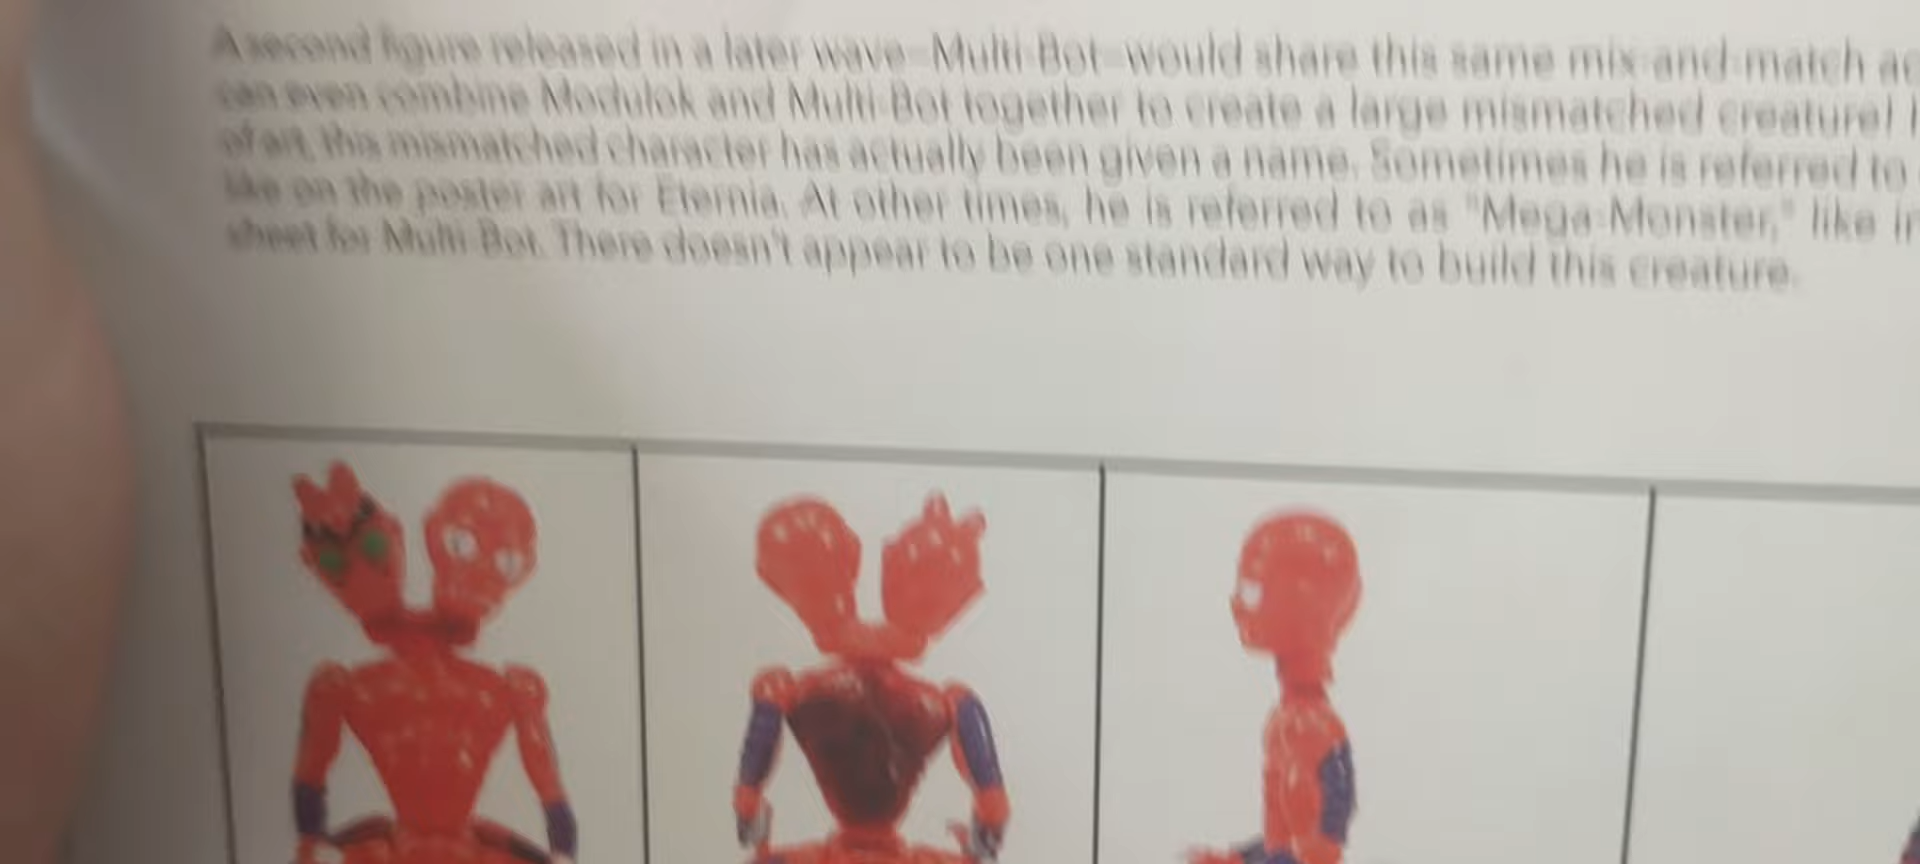 A second figure released in a later wave–Multi-Bot–would share this same mix-and-match
can even combine Modulok and Multi-Bot together to create a large mismatched creature!
of art, this mismatched character has actually been given a name. Sometimes he is referred to
like on the poster art for Eternia. At other times, he is referred to as "Mega-Monster," like
sheet for Multi-Bot. There doesn't appear to be one standard way to build this creature.